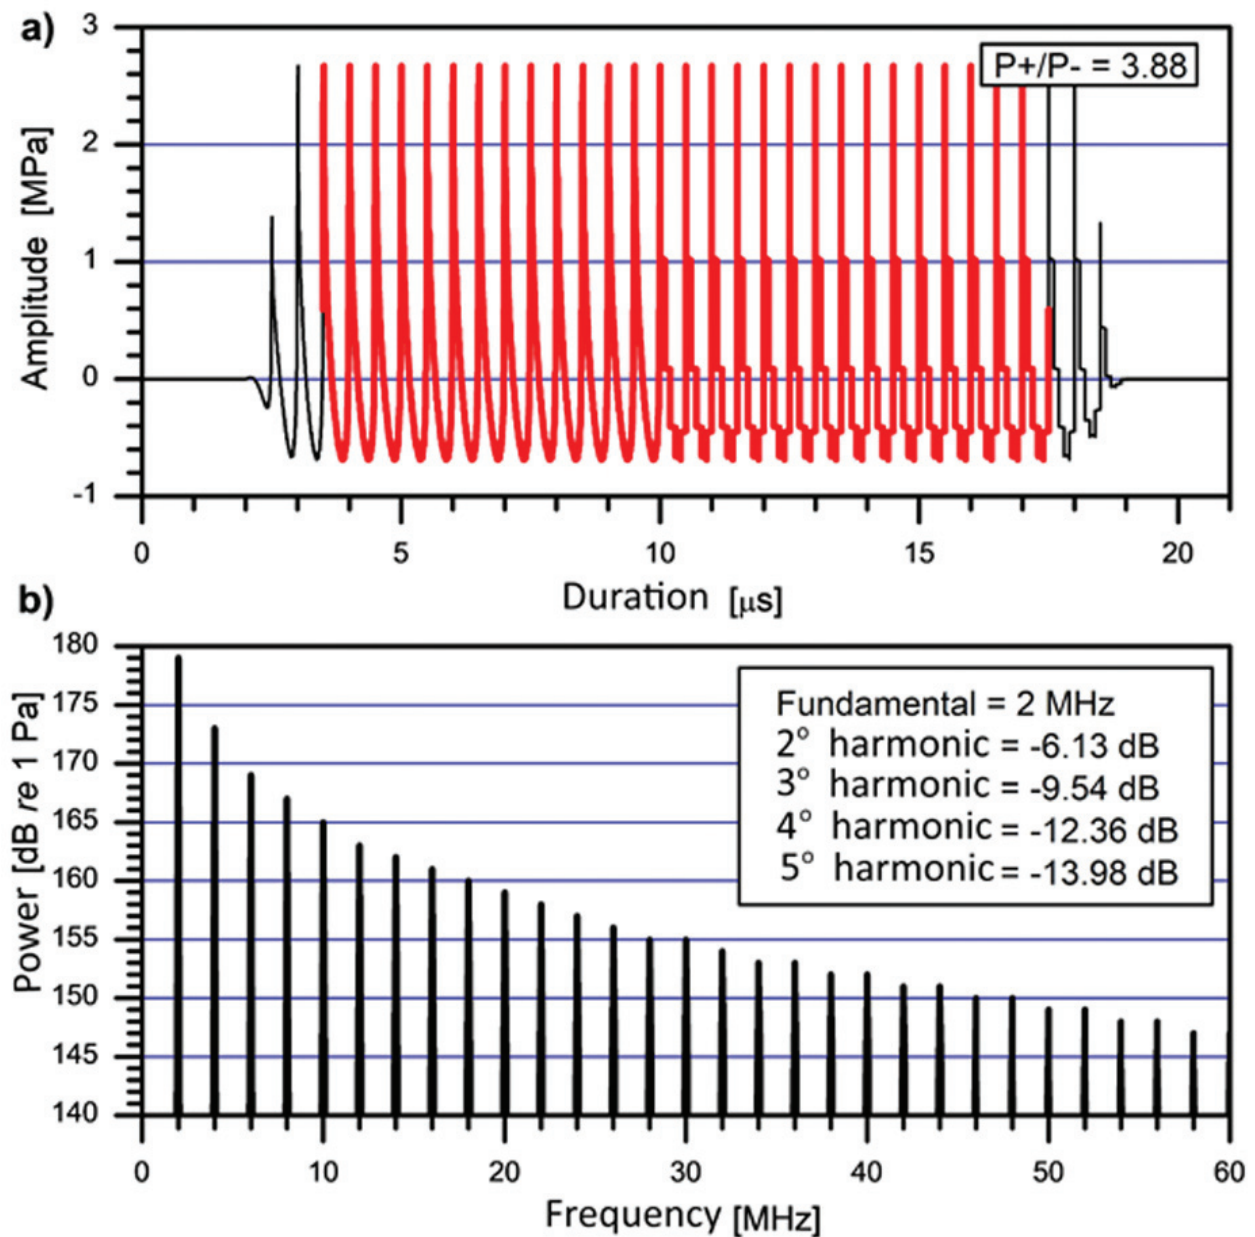 a)
3
2
1
0
-1
Amplitude [MPa]
P+/P- = 3.88
0 5 10 15 20
Duration [μs]
b)
180
175
170
165
160
155
150
145
140
Power [dB re 1 Pa]
Fundamental = 2 MHz
2° harmonic = -6.13 dB
3° harmonic = -9.54 dB
4° harmonic = -12.36 dB
5° harmonic = -13.98 dB
0 10 20 30 40 50 60
Frequency [MHz]